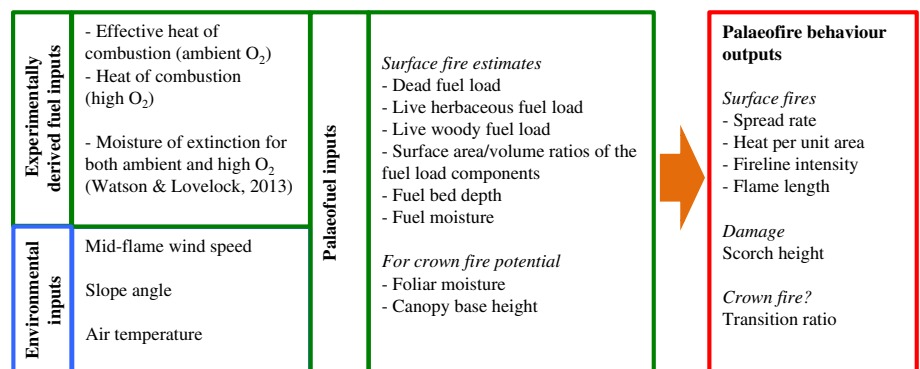 Experimentally
derived fuel inputs
- Effective heat of
combustion (ambient O₂)
- Heat of combustion
(high O₂)
- Moisture of extinction for
both ambient and high O₂
(Watson & Lovelock, 2013)
Environmental
inputs
Mid-flame wind speed
Slope angle
Air temperature
Palaeofuel inputs
Surface fire estimates
- Dead fuel load
- Live herbaceous fuel load
- Live woody fuel load
- Surface area/volume ratios of the
fuel load components
- Fuel bed depth
- Fuel moisture
For crown fire potential
- Foliar moisture
- Canopy base height
Palaeofire behaviour
outputs
Surface fires
- Spread rate
- Heat per unit area
- Fireline intensity
- Flame length
Damage
Scorch height
Crown fire?
Transition ratio